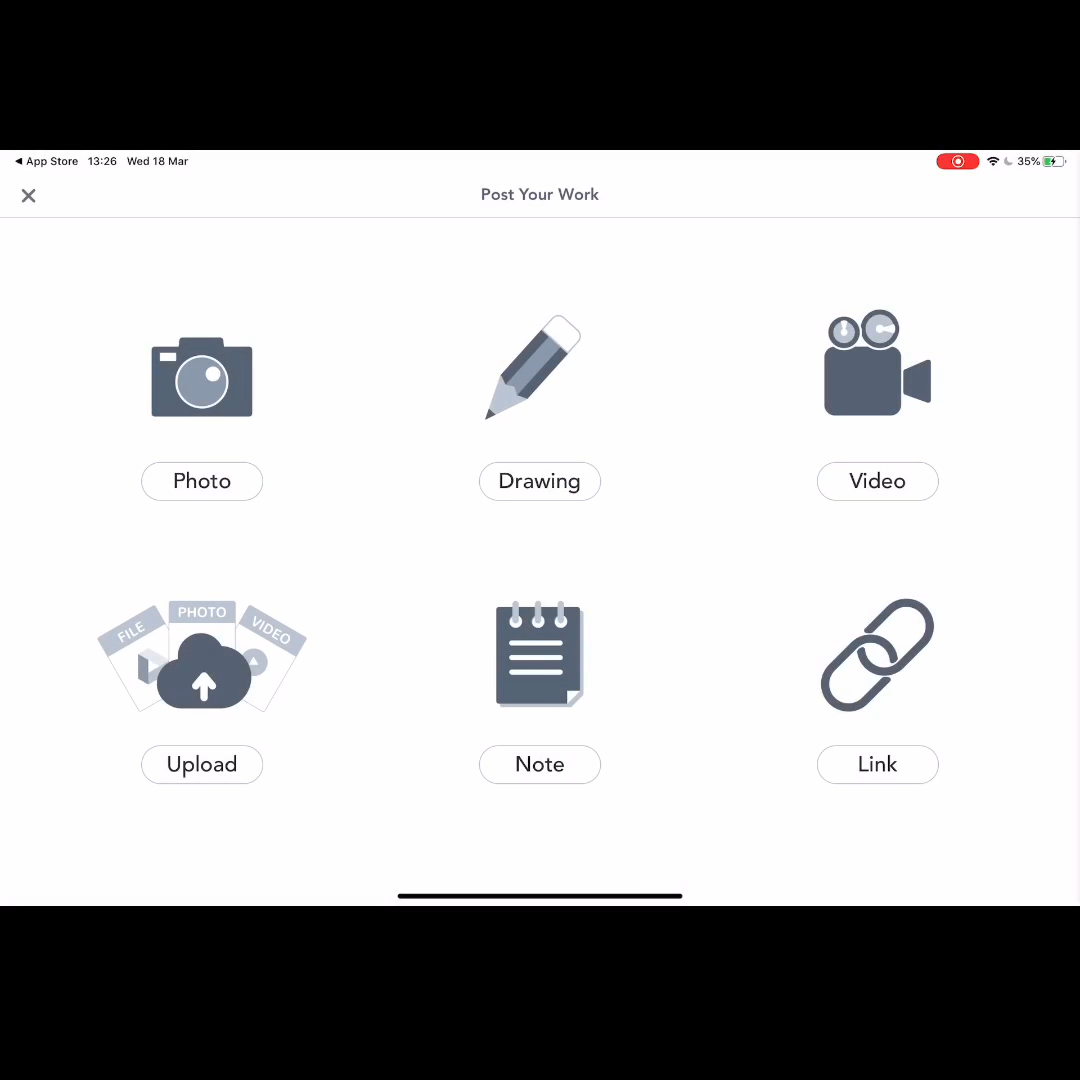 ◀ App Store 13:26 Wed 18 Mar 35%
Post Your Work
Photo Drawing Video
FILE PHOTO VIDEO
Upload Note Link